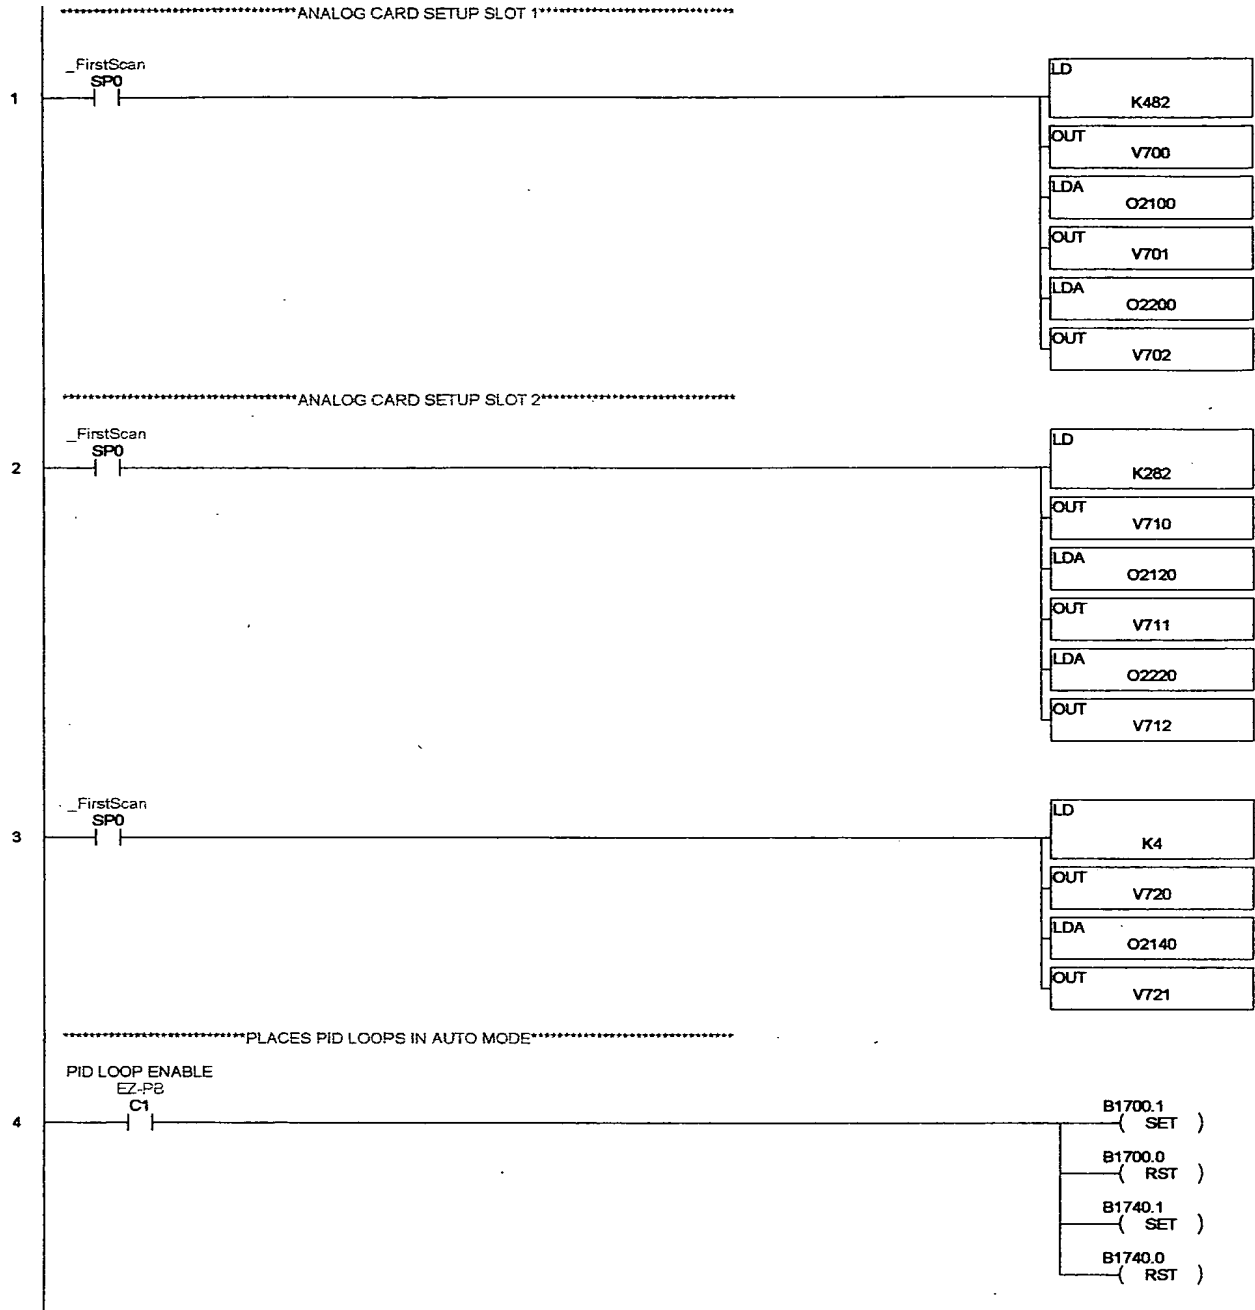 ******************************ANALOG CARD SETUP SLOT 1*************************
_FirstScan
SP0
1
LD
K482
OUT
V700
LDA
O2100
OUT
V701
LDA
O2200
OUT
V702
******************************ANALOG CARD SETUP SLOT 2*************************
_FirstScan
SP0
2
LD
K282
OUT
V710
LDA
O2120
OUT
V711
LDA
O2220
OUT
V712
_FirstScan
SP0
3
LD
K4
OUT
V720
LDA
O2140
OUT
V721
***********************PLACES PID LOOPS IN AUTO MODE**************************
PID LOOP ENABLE
EZ-PB
C1
4
B1700.1
SET
B1700.0
RST
B1740.1
SET
B1740.0
RST